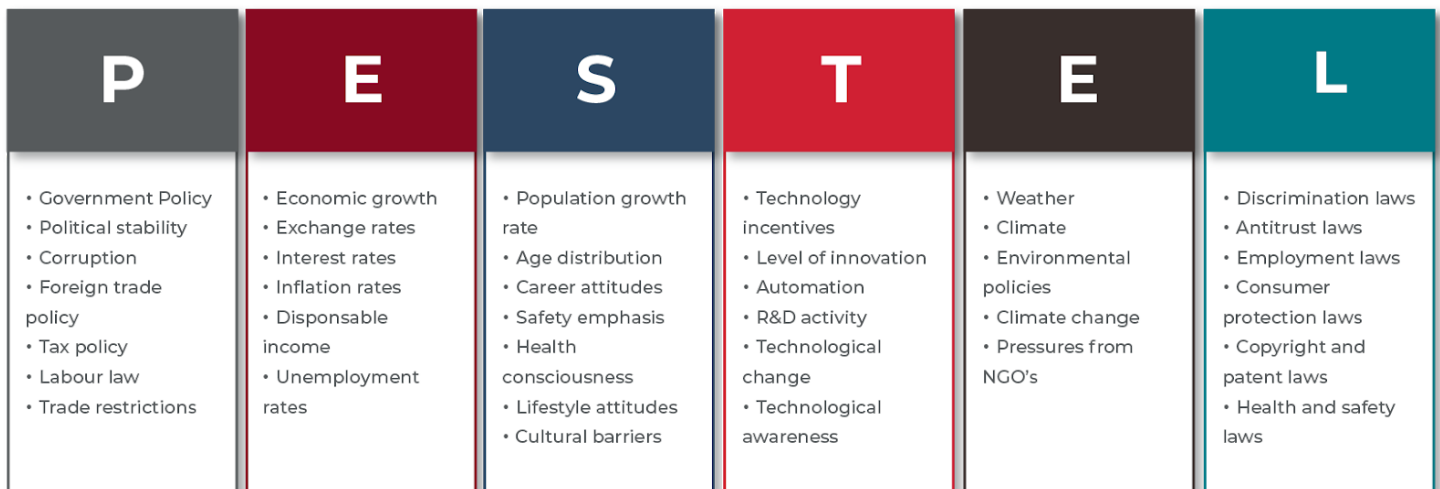 P
• Government Policy
• Political stability
• Corruption
• Foreign trade
policy
• Tax policy
• Labour law
• Trade restrictions
E
• Economic growth
• Exchange rates
• Interest rates
• Inflation rates
• Disponsable
income
• Unemployment
rates
S
• Population growth
rate
• Age distribution
• Career attitudes
• Safety emphasis
• Health
consciousness
• Lifestyle attitudes
• Cultural barriers
T
• Technology
incentives
• Level of innovation
• Automation
• R&D activity
• Technological
change
• Technological
awareness
E
• Weather
• Climate
• Environmental
policies
• Climate change
• Pressures from
NGO's
L
• Discrimination laws
• Antitrust laws
• Employment laws
• Consumer
protection laws
• Copyright and
patent laws
• Health and safety
laws